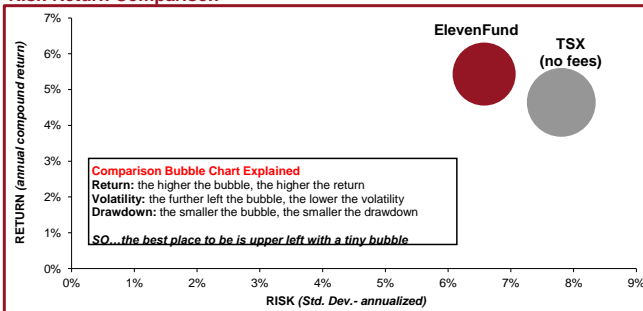 Risk Return Comparison
7%
6%
5%
4%
3%
2%
1%
0%
RETURN (annual compound return)
ElevenFund
TSX
(no fees)
Comparison Bubble Chart Explained
Return: the higher the bubble, the higher the return
Volatility: the further left the bubble, the lower the volatility
Drawdown: the smaller the bubble, the smaller the drawdown
SO...the best place to be is upper left with a tiny bubble
0% 1% 2% 3% 4% 5% 6% 7% 8% 9%
RISK (Std. Dev.- annualized)